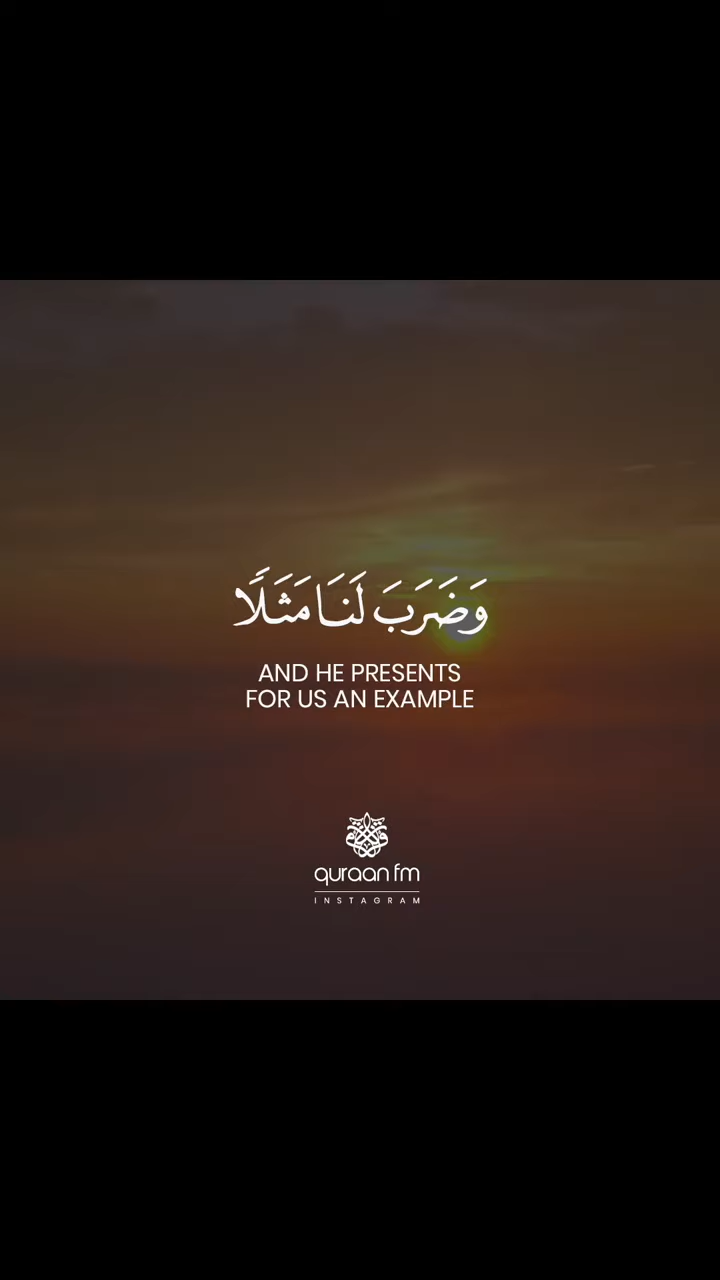 وَضَرَبَ لَنَا مَثَلًا
AND HE PRESENTS
FOR US AN EXAMPLE
quraan fm
INSTAGRAM